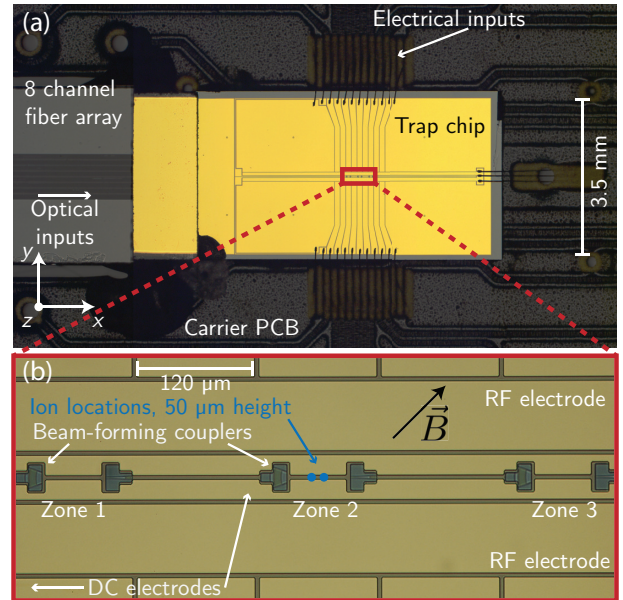 (a)
Electrical inputs
8 channel
fiber array
Trap chip
3.5 mm
Optical
inputs
y
z
x
Carrier PCB
(b)
120 μm
Ion locations, 50 μm height
RF electrode
Beam-forming couplers
B
Zone 1
Zone 2
Zone 3
RF electrode
DC electrodes